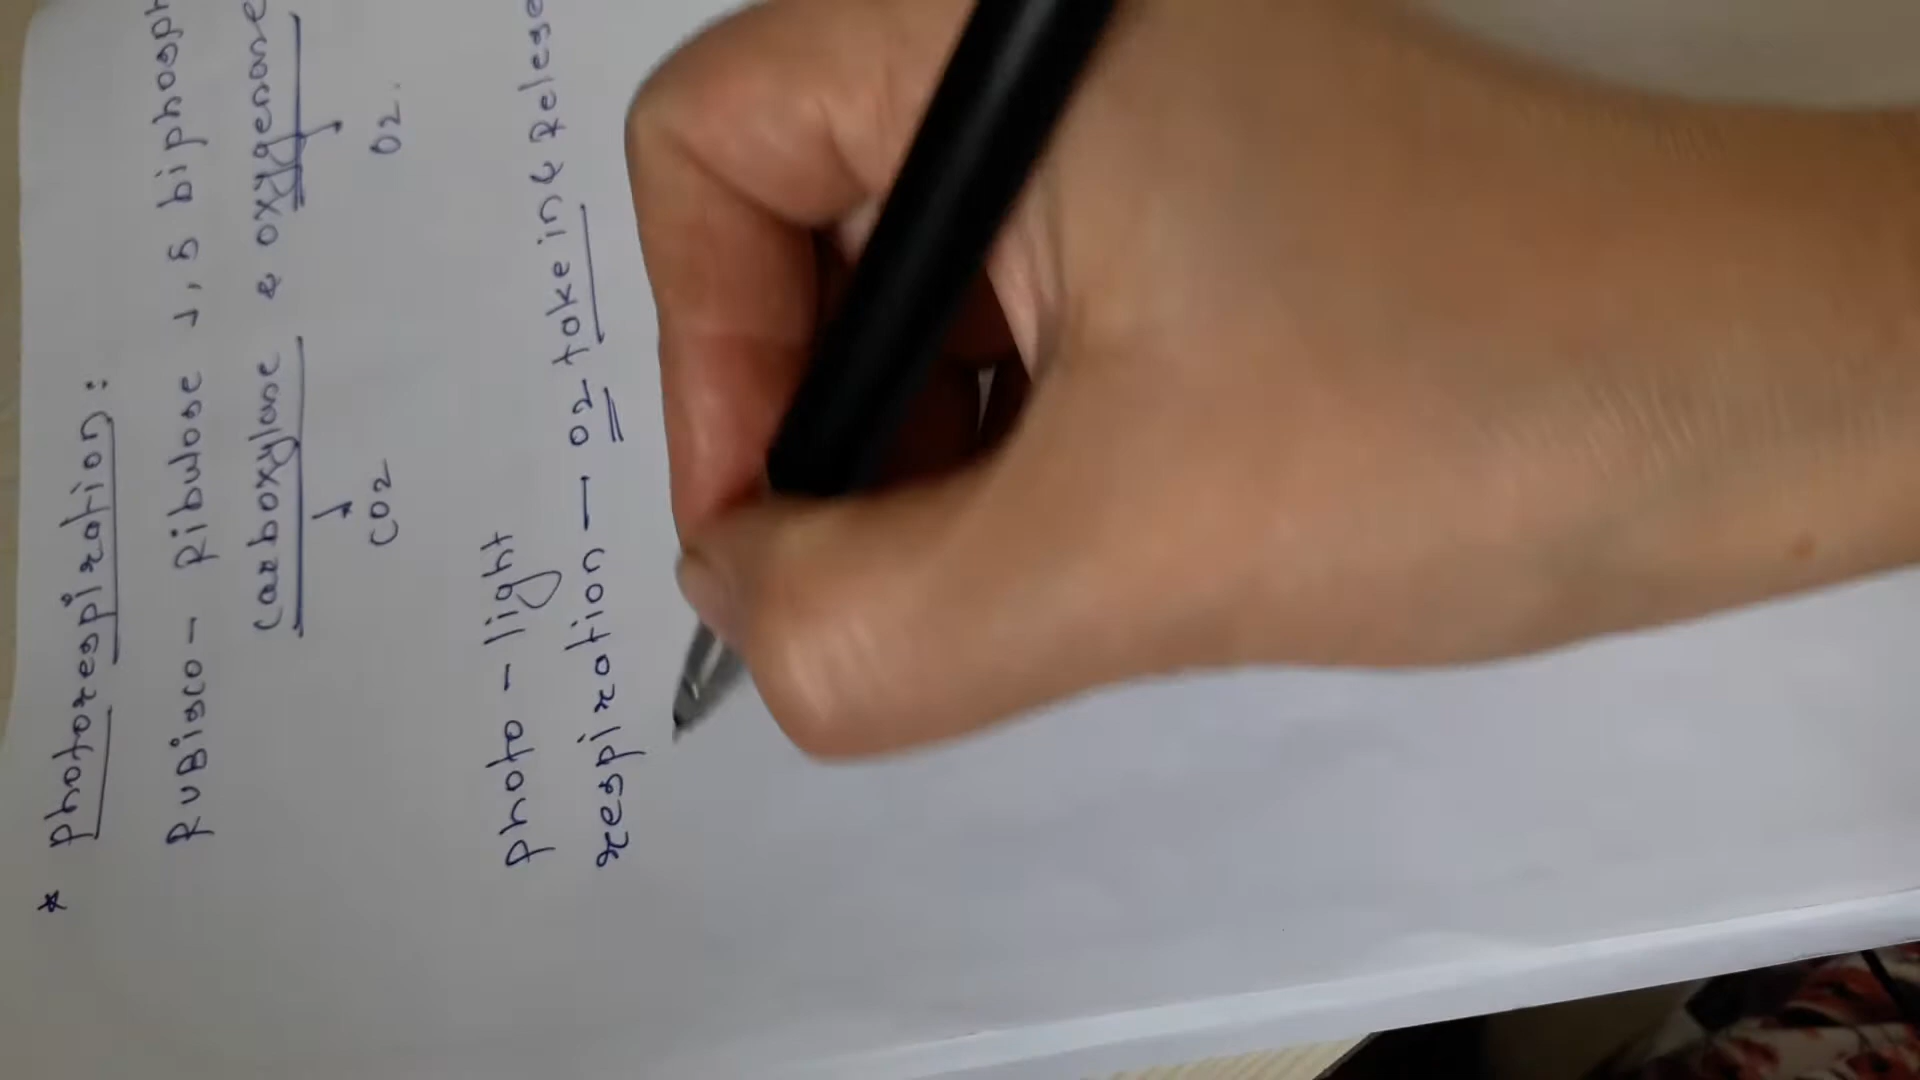 * Photorespiration:
RUBisco - Ribulose 1,5 biphosph
carboxylase & oxygenase
CO2 O2.
Photo - light
respiration - O2 take in & Release